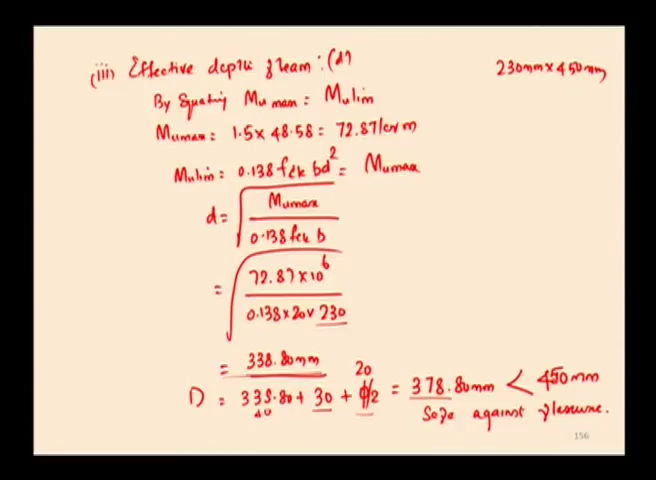 (iii) Effective depth of beam : (d)
230mm x 450mm
By Equating Mu max = Mulim
Mumax = 1.5 x 48.58 = 72.87 kN m
Mulim = 0.138 fck bd² = Mumax
d = √ Mumax
0.138 fck b
= √ 72.87 x 10⁶
0.138 x 20 x 230
= 338.80mm
20
D = 338.80 + 30 + φ/2 = 378.80mm < 450mm
40
Safe against flexure.
156